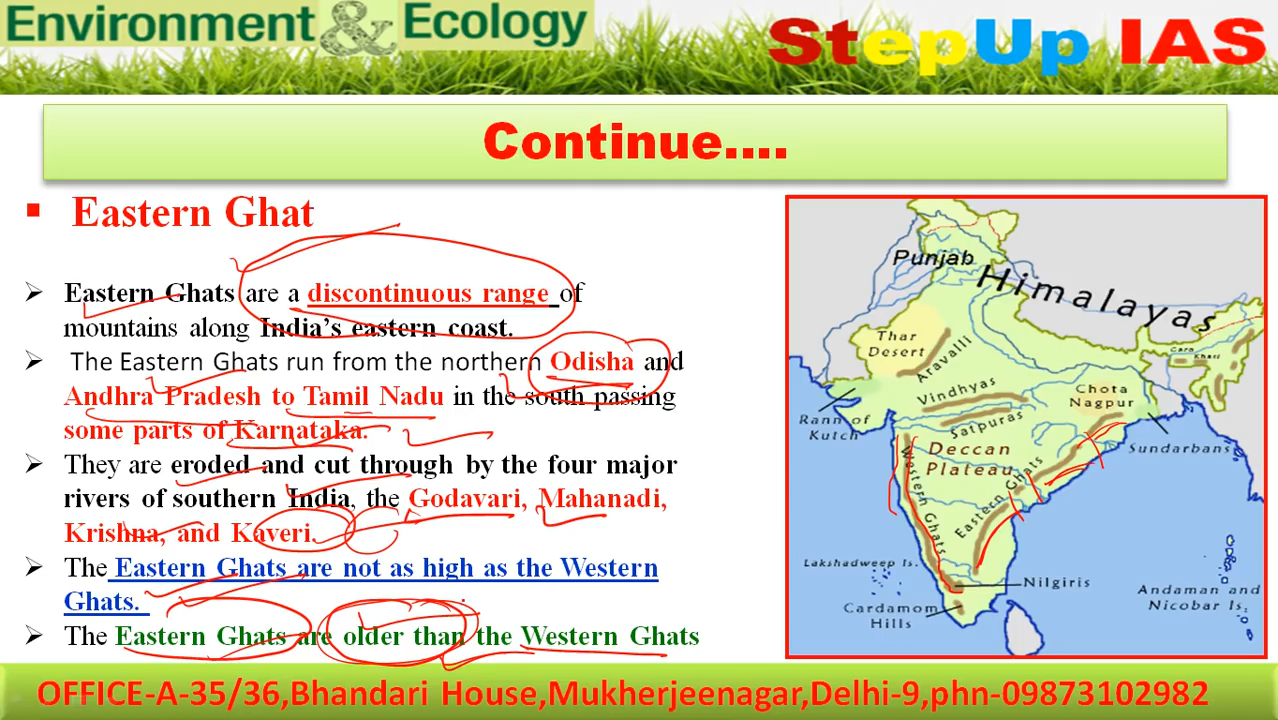 Environment & Ecology
StepUp IAS
Continue....
Eastern Ghat
Eastern Ghats are a discontinuous range of
mountains along India's eastern coast.
The Eastern Ghats run from the northern Odisha and
Andhra Pradesh to Tamil Nadu in the south passing
some parts of Karnataka.
They are eroded and cut through by the four major
rivers of southern India, the Godavari, Mahanadi,
Krishna, and Kaveri.
The Eastern Ghats are not as high as the Western
Ghats.
The Eastern Ghats are older than the Western Ghats
Punjab
Himalayas
Thar
Desert
Aravalli
Vindhyas
Satpuras
Chota
Nagpur
Garo
Khasi
Rann of
Kutch
Sundarbans
Deccan
Plateau
Western Ghats
Eastern Ghats
Lakshadweep Is.
Nilgiris
Andaman and
Nicobar Is.
Cardamom
Hills
OFFICE-A-35/36,Bhandari House,Mukherjeenagar,Delhi-9,phn-09873102982